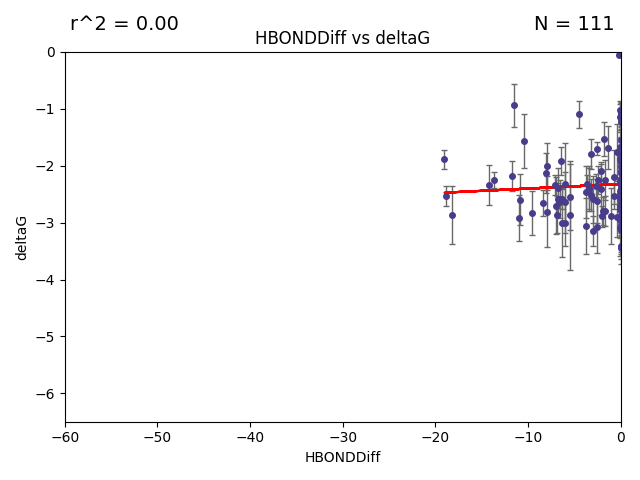 r^2 = 0.00
N = 111
HBONDDiff vs deltaG
0
−1
−2
−3
−4
−5
−6
deltaG
−60
−50
−40
−30
−20
−10
0
HBONDDiff